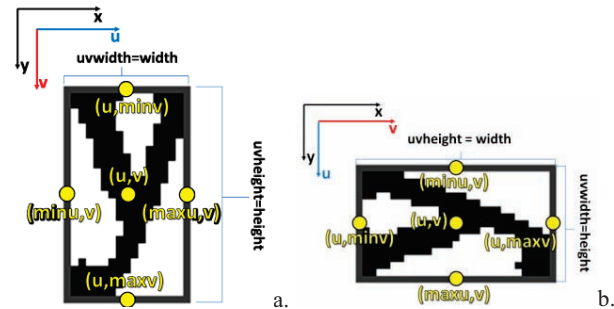 x
u
uvwidth=width
y
v
(u,minv)
(u,v)
(minu,v)
(maxu,v)
(u,maxv)
uvheight=height
a.
x
v
uvheight = width
y
u
(minu,v)
(u,v)
(u,minv)
(u,maxv)
(maxu,v)
uvwidth=height
b.